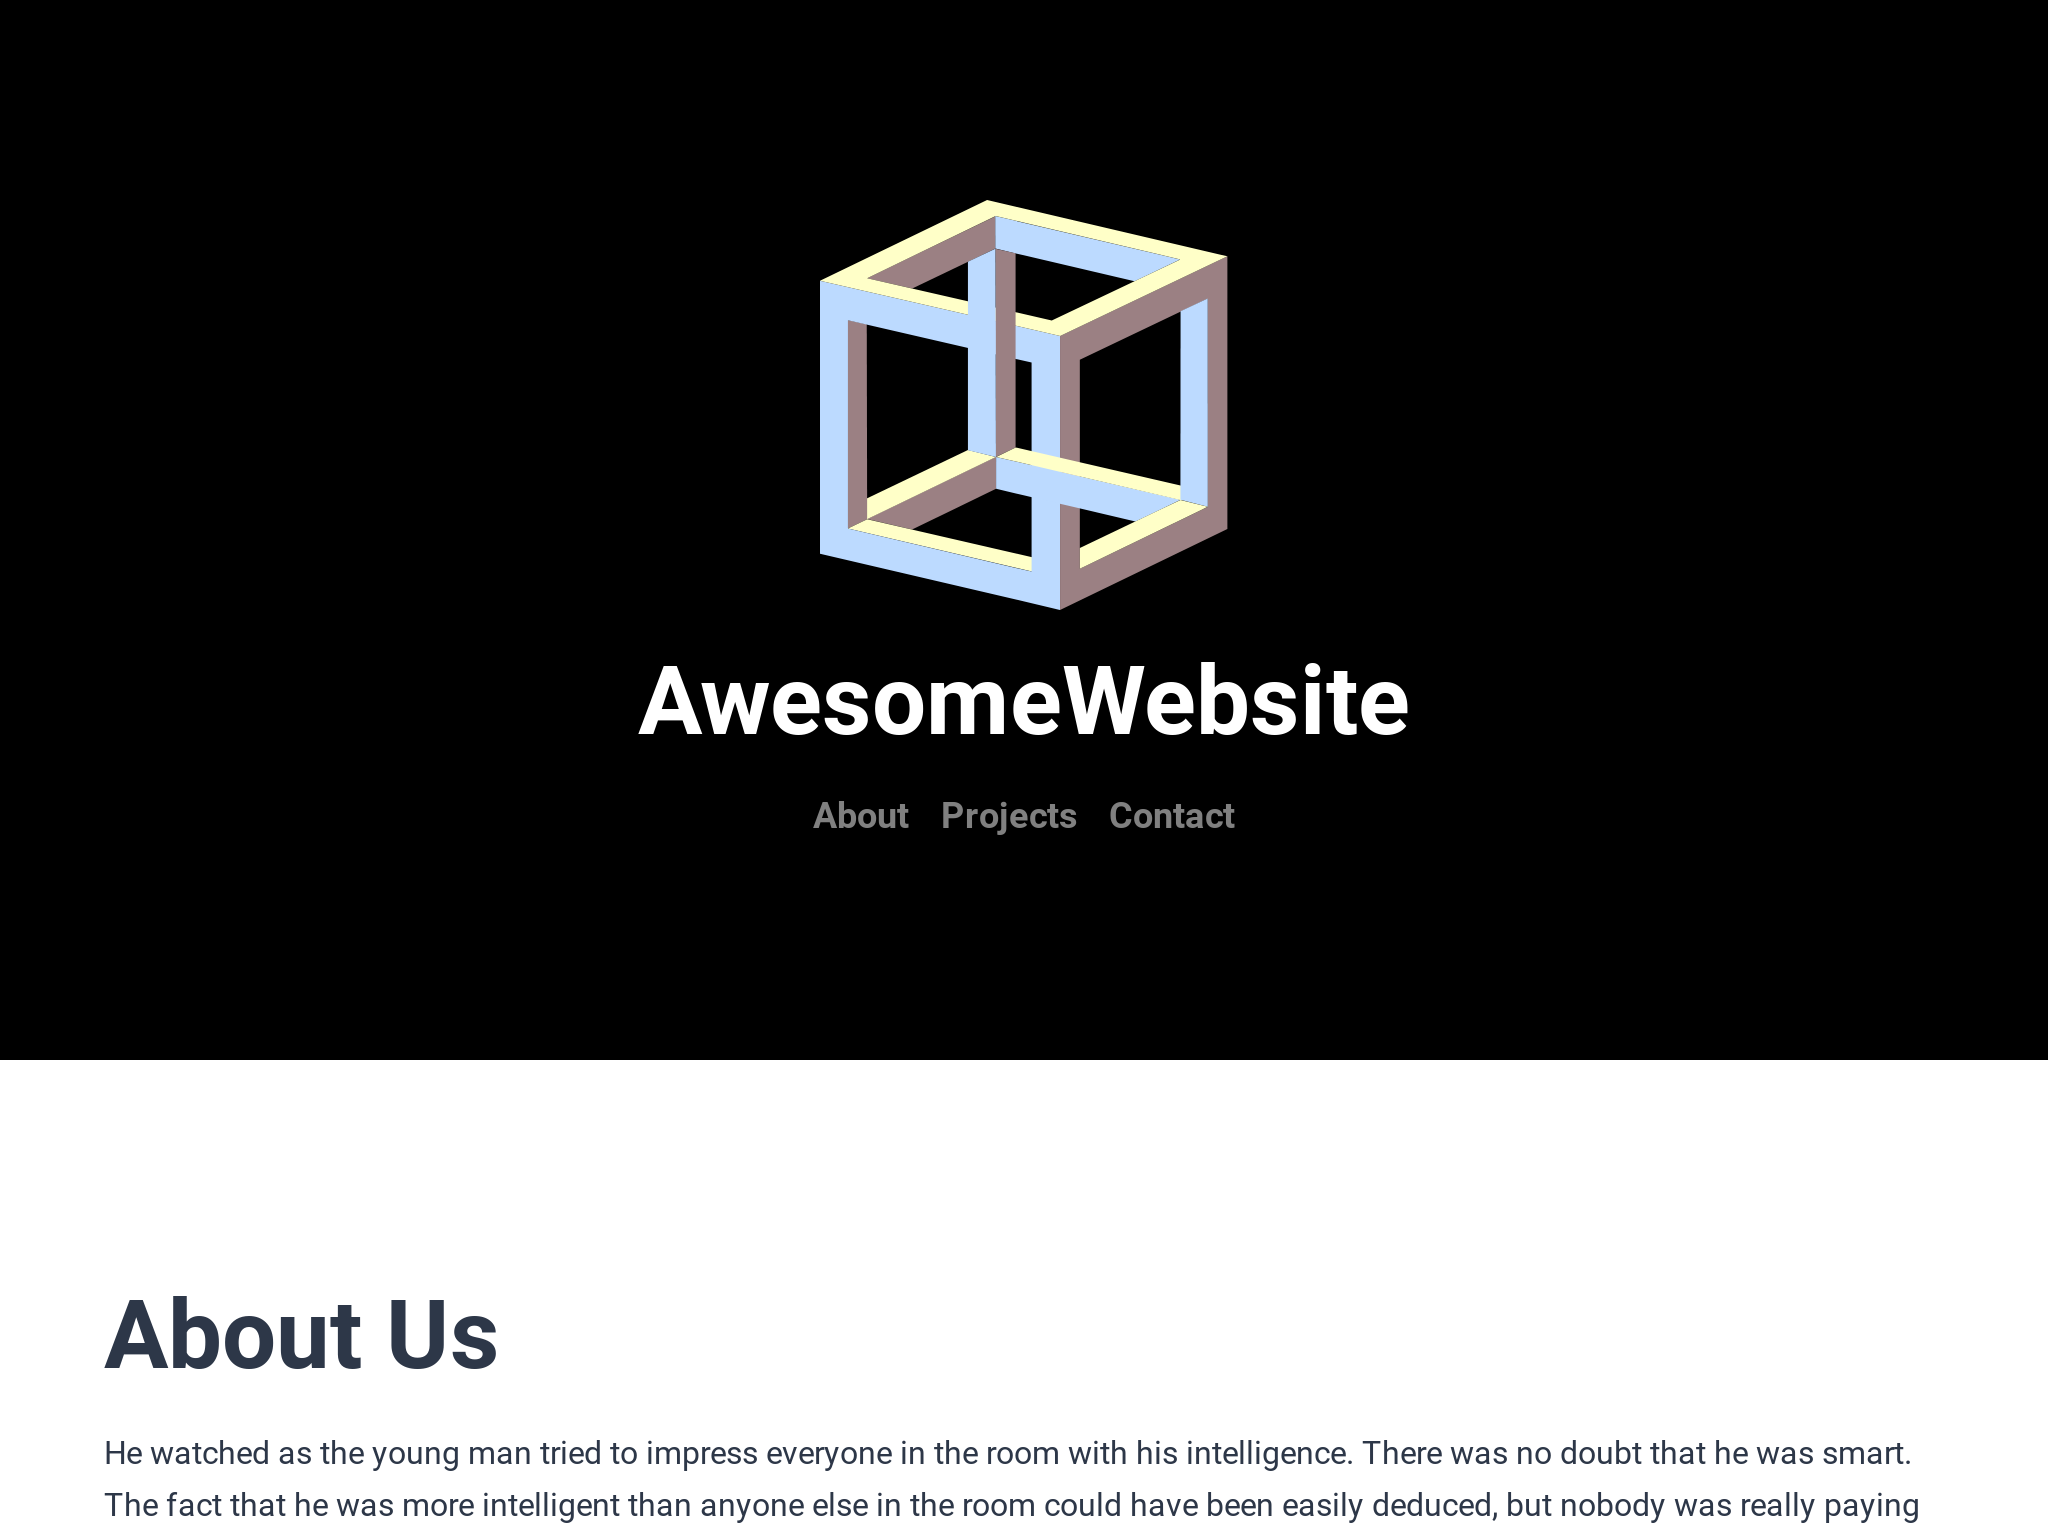 AwesomeWebsite
About Projects Contact
About Us
He watched as the young man tried to impress everyone in the room with his intelligence. There was no doubt that he was smart.
The fact that he was more intelligent than anyone else in the room could have been easily deduced, but nobody was really paying